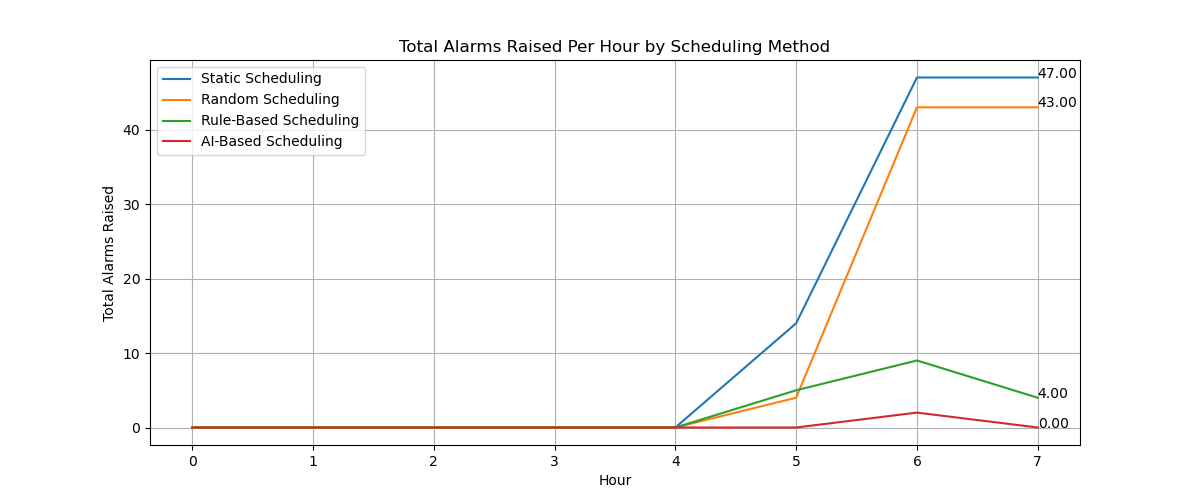 Total Alarms Raised Per Hour by Scheduling Method
Static Scheduling
Random Scheduling
Rule-Based Scheduling
AI-Based Scheduling
47.00
43.00
4.00
0.00
Total Alarms Raised
40
30
20
10
0
0 1 2 3 4 5 6 7
Hour